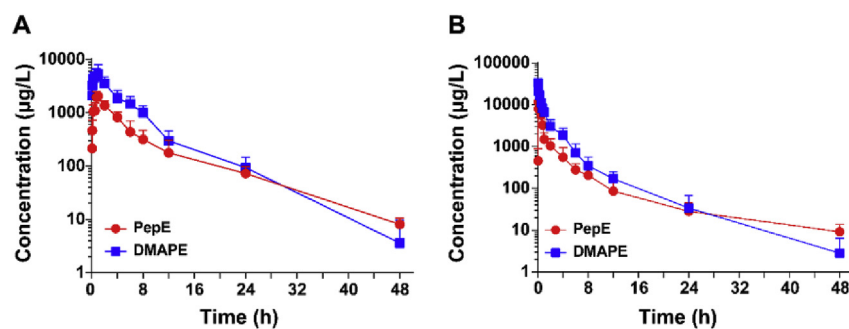 A
Concentration (µg/L)
10000
1000
100
10
1
PepE
DMAPE
0 8 16 24 32 40 48
Time (h)
B
Concentration (µg/L)
100000
10000
1000
100
10
1
PepE
DMAPE
0 8 16 24 32 40 48
Time (h)